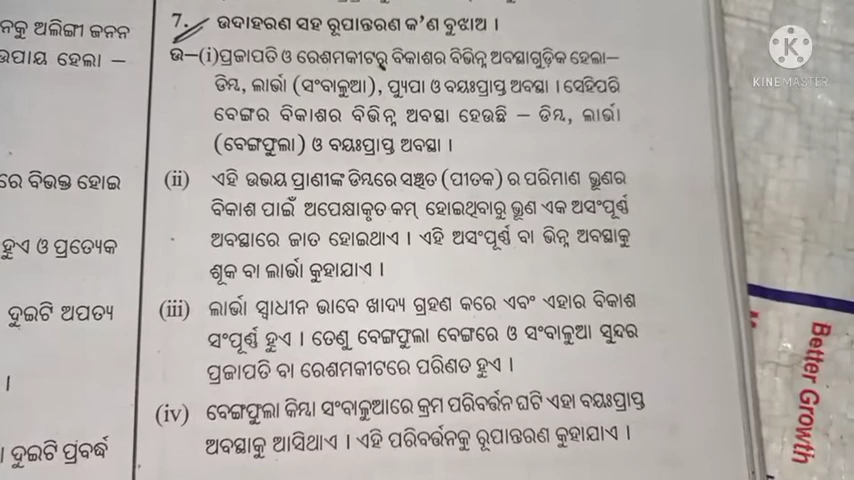 ନକୁ ଅଲିଙ୍ଗୀ ଜନନ
ଉପାୟ ହେଲା –
ରେ ବିଭକ୍ତ ହୋଇ
ହୁଏ ଓ ପ୍ରତ୍ୟେକ
ଦୁଇଟି ଅପତ୍ୟ
।
ଦୁଇଟି ପ୍ରବର୍ଦ୍ଧ
7. ଉଦାହରଣ ସହ ରୂପାନ୍ତରଣ କ'ଣ ବୁଝାଅ ।
ଉ–(i) ପ୍ରଜାପତି ଓ ରେଶମକୀଟର ବିକାଶର ବିଭିନ୍ନ ଅବସ୍ଥାଗୁଡ଼ିକ ହେଲା–
ଡିମ୍ବ, ଲାର୍ଭା (ସଂବାଳୁଆ), ପ୍ୟୁପା ଓ ବୟଃପ୍ରାପ୍ତ ଅବସ୍ଥା । ସେହିପରି
ବେଙ୍ଗର ବିକାଶର ବିଭିନ୍ନ ଅବସ୍ଥା ହେଉଛି – ଡିମ୍ବ, ଲାର୍ଭା
(ବେଙ୍ଗଫୁଲା) ଓ ବୟଃପ୍ରାପ୍ତ ଅବସ୍ଥା ।
(ii) ଏହି ଉଭୟ ପ୍ରାଣୀଙ୍କ ଡିମ୍ବରେ ସଞ୍ଚିତ (ପୀତକ) ର ପରିମାଣ ଭ୍ରୂଣର
ବିକାଶ ପାଇଁ ଅପେକ୍ଷାକୃତ କମ୍ ହୋଇଥିବାରୁ ଭ୍ରୂଣ ଏକ ଅସଂପୂର୍ଣ୍ଣ
ଅବସ୍ଥାରେ ଜାତ ହୋଇଥାଏ । ଏହି ଅସଂପୂର୍ଣ୍ଣ ବା ଭିନ୍ନ ଅବସ୍ଥାକୁ
ଶୂକ ବା ଲାର୍ଭା କୁହାଯାଏ ।
(iii) ଲାର୍ଭା ସ୍ୱାଧୀନ ଭାବେ ଖାଦ୍ୟ ଗ୍ରହଣ କରେ ଏବଂ ଏହାର ବିକାଶ
ସଂପୂର୍ଣ୍ଣ ହୁଏ । ତେଣୁ ବେଙ୍ଗଫୁଲା ବେଙ୍ଗରେ ଓ ସଂବାଳୁଆ ସୁନ୍ଦର
ପ୍ରଜାପତି ବା ରେଶମକୀଟରେ ପରିଣତ ହୁଏ ।
(iv) ବେଙ୍ଗଫୁଲା କିମ୍ବା ସଂବାଳୁଆରେ କ୍ରମ ପରିବର୍ତ୍ତନ ଘଟି ଏହା ବୟଃପ୍ରାପ୍ତ
ଅବସ୍ଥାକୁ ଆସିଥାଏ । ଏହି ପରିବର୍ତ୍ତନକୁ ରୂପାନ୍ତରଣ କୁହାଯାଏ ।
KINEMASTER
Better Growth